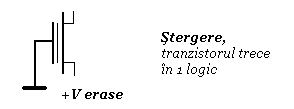 Ştergere,
tranzistorul trece
în 1 logic
+V erase